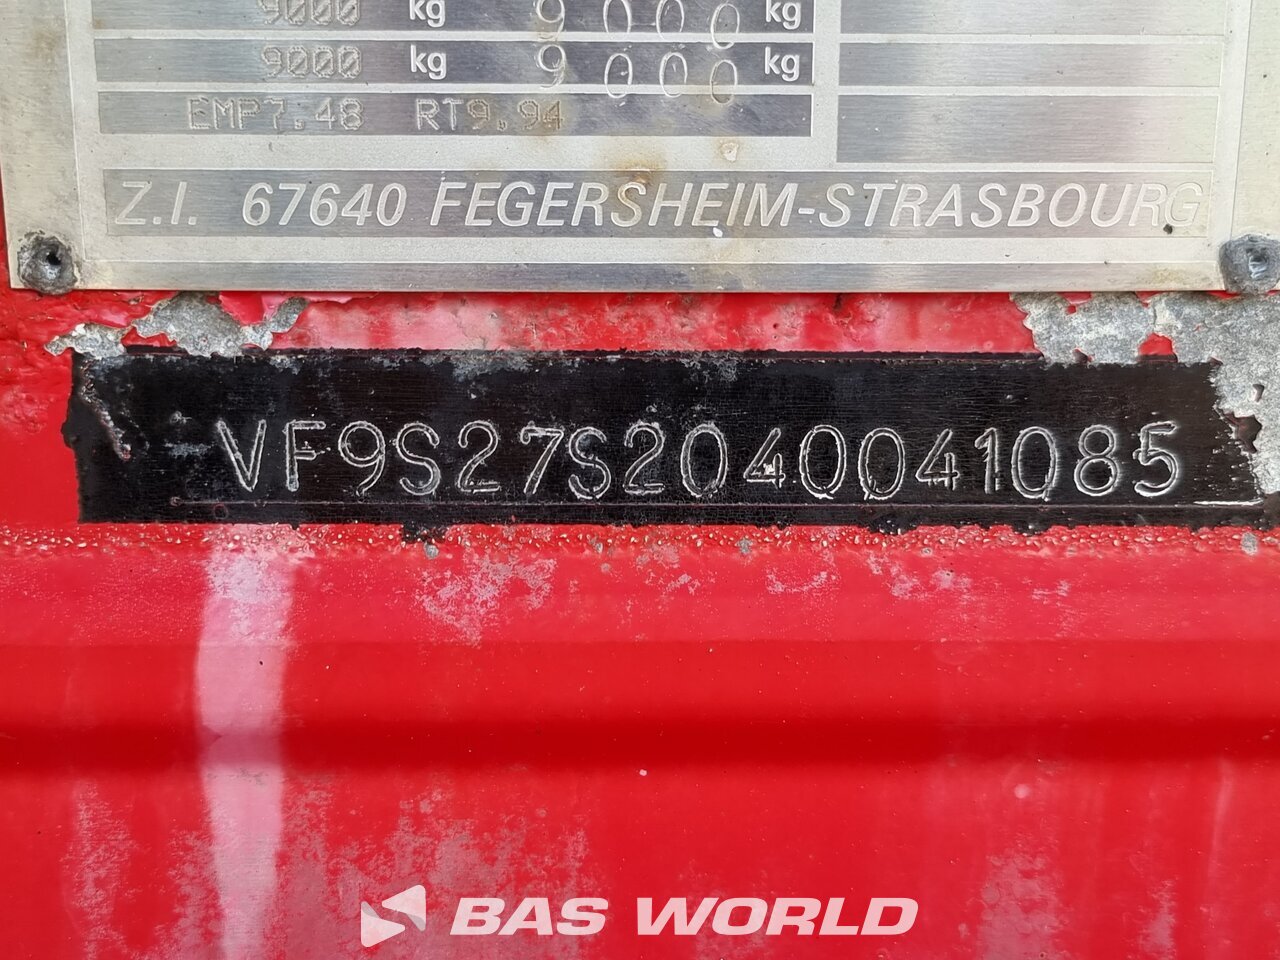 9000 kg 9000 kg
9000 kg 9000 kg
EMP7.48 RT9.94
Z.I. 67640 FEGERSHEIM-STRASBOURG
VF9S27S2040041085
BAS WORLD